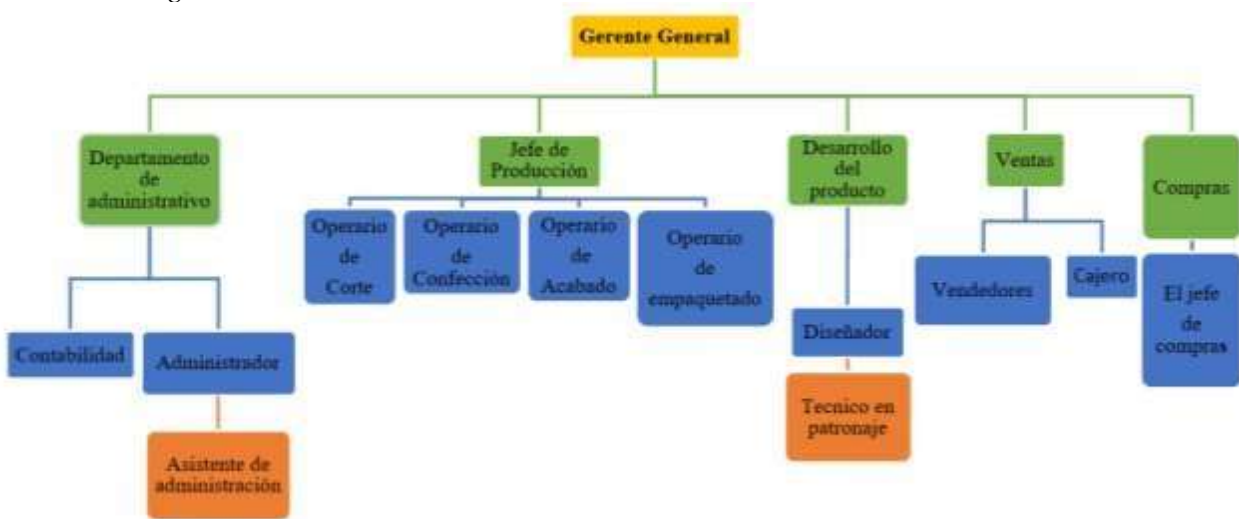 Gerente General
Departamento
de
administrativo
Jefe de
Producción
Desarrollo
del
producto
Ventas
Compras
Operario
de
Corte
Operario
de
Confección
Operario
de
Acabado
Operario
de
empaquetado
Vendedores
Cajero
El jefe
de
compras
Contabilidad
Administrador
Diseñador
Asistente de
administración
Tecnico en
patronaje